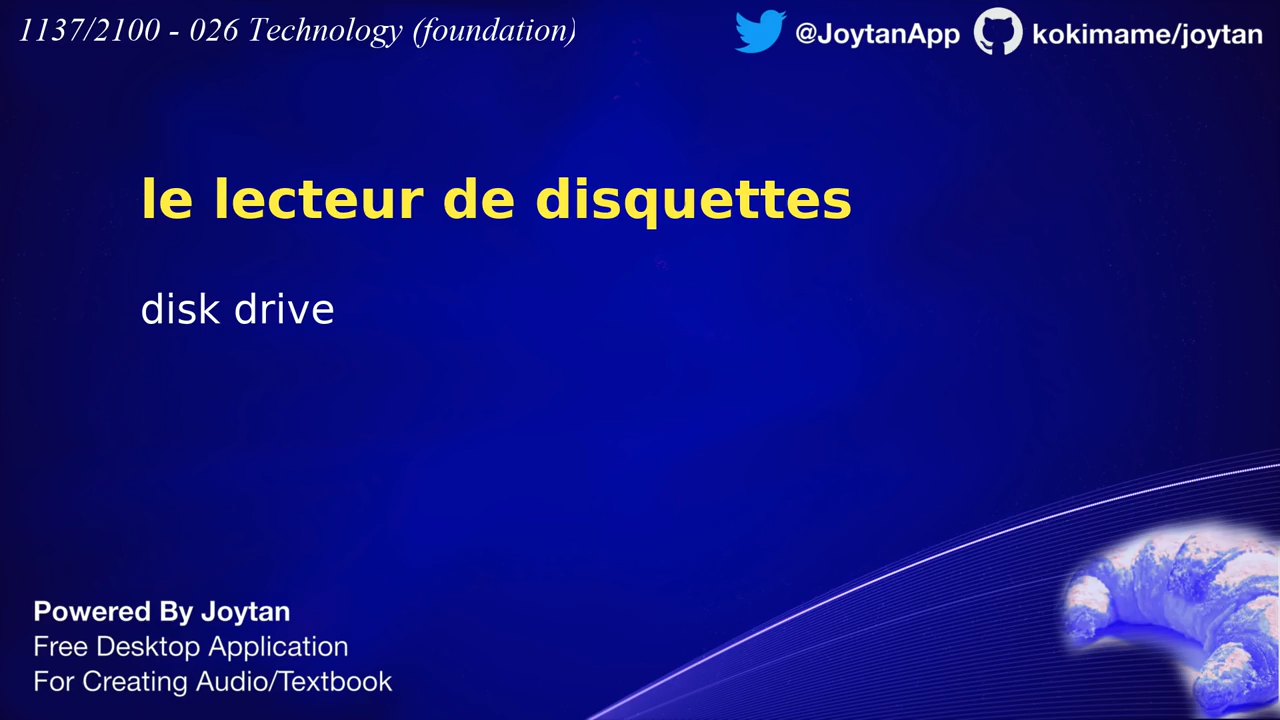 1137/2100 - 026 Technology (foundation)
@JoytanApp kokimame/joytan
le lecteur de disquettes
disk drive
Powered By Joytan
Free Desktop Application
For Creating Audio/Textbook